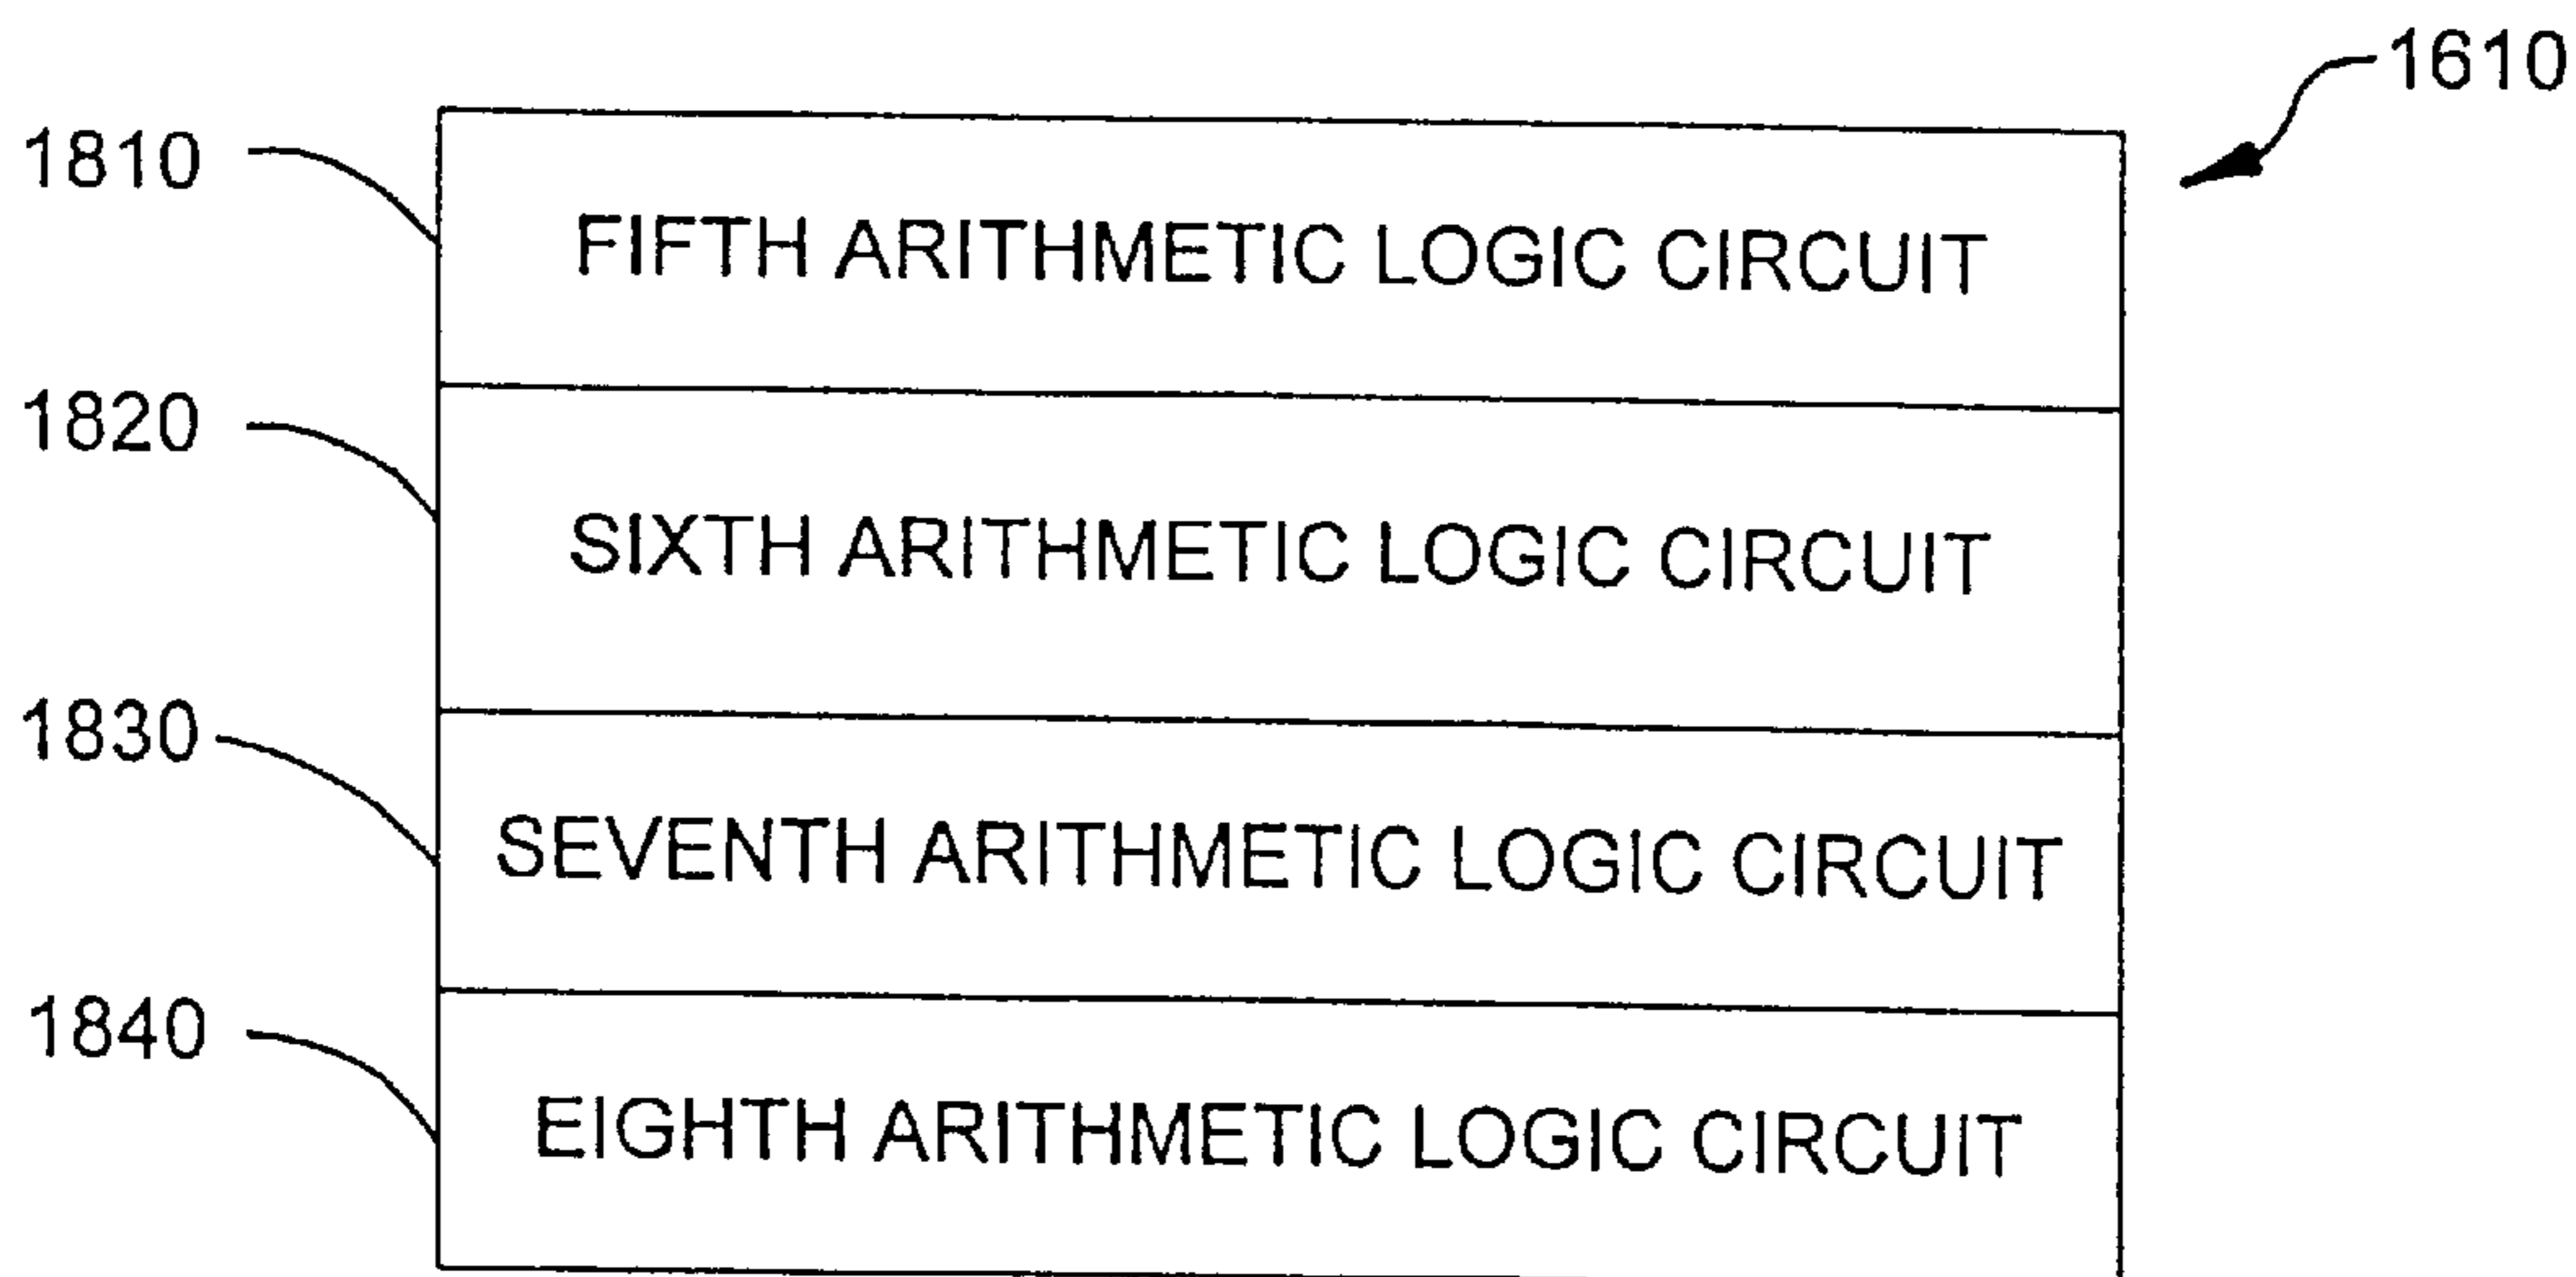 1610
1810
FIFTH ARITHMETIC LOGIC CIRCUIT
1820
SIXTH ARITHMETIC LOGIC CIRCUIT
1830
SEVENTH ARITHMETIC LOGIC CIRCUIT
1840
EIGHTH ARITHMETIC LOGIC CIRCUIT